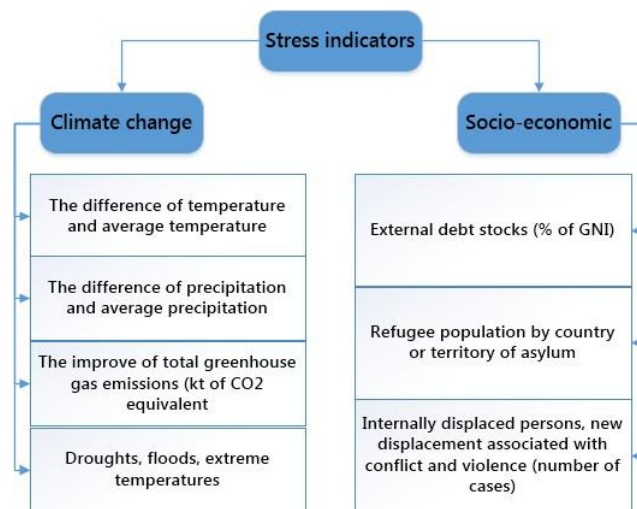 Stress indicators
Climate change
The difference of temperature
and average temperature
The difference of precipitation
and average precipitation
The improve of total greenhouse
gas emissions (kt of CO2
equivalent
Droughts, floods, extreme
temperatures
Socio-economic
External debt stocks (% of GNI)
Refugee population by country
or territory of asylum
Internally displaced persons, new
displacement associated with
conflict and violence (number of
cases)